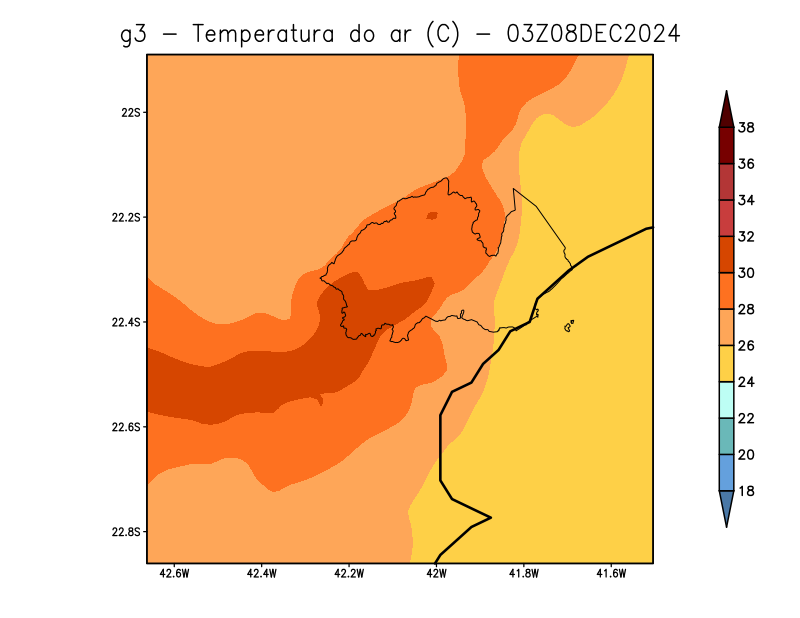 g3 − Temperatura do ar (C) − 03Z08DEC2024
22S
22.2S
22.4S
22.6S
22.8S
42.6W
42.4W
42.2W
42W
41.8W
41.6W
38
36
34
32
30
28
26
24
22
20
18